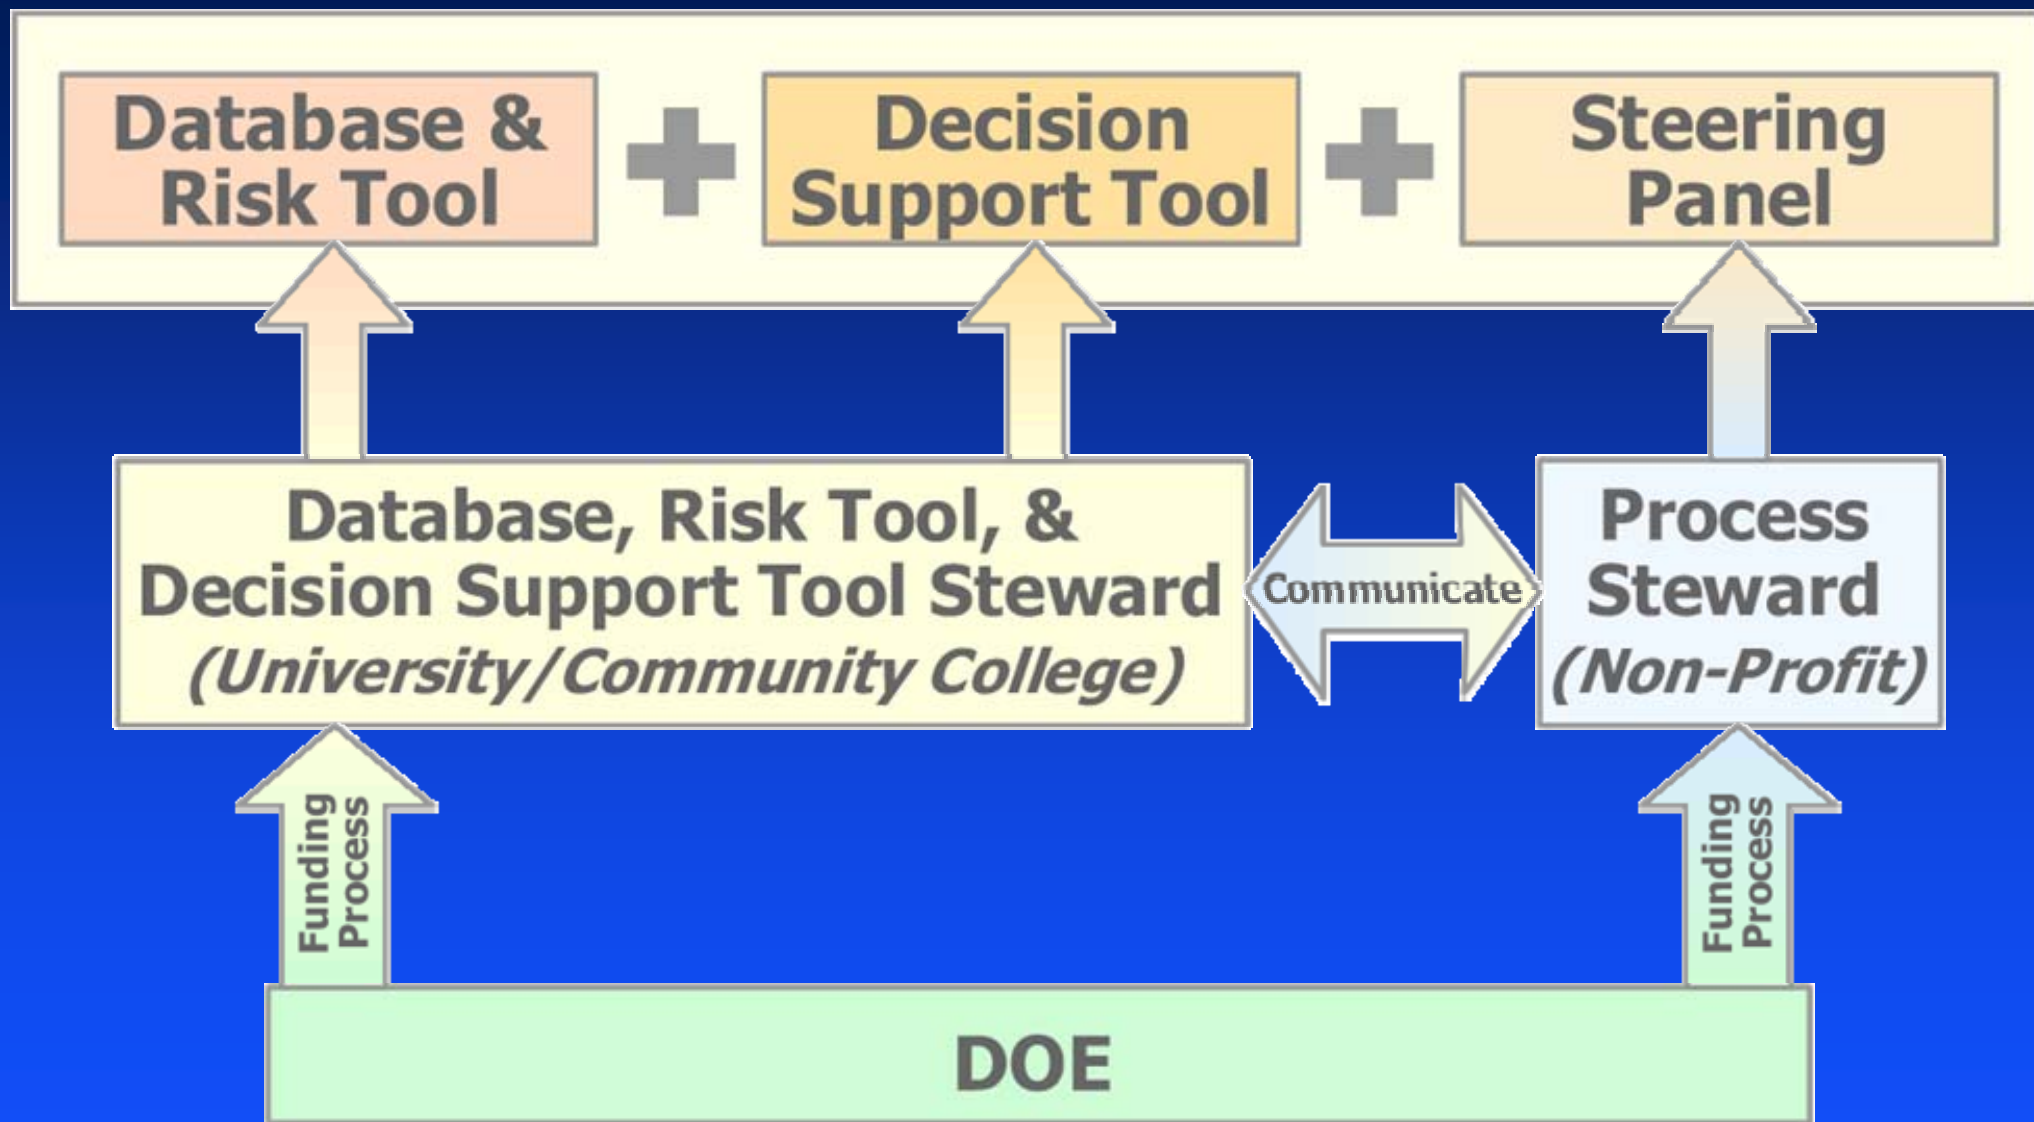 Database &
Risk Tool
Decision
Support Tool
Steering
Panel
Database, Risk Tool, &
Decision Support Tool Steward
(University/Community College)
Communicate
Process
Steward
(Non-Profit)
Funding
Process
Funding
Process
DOE